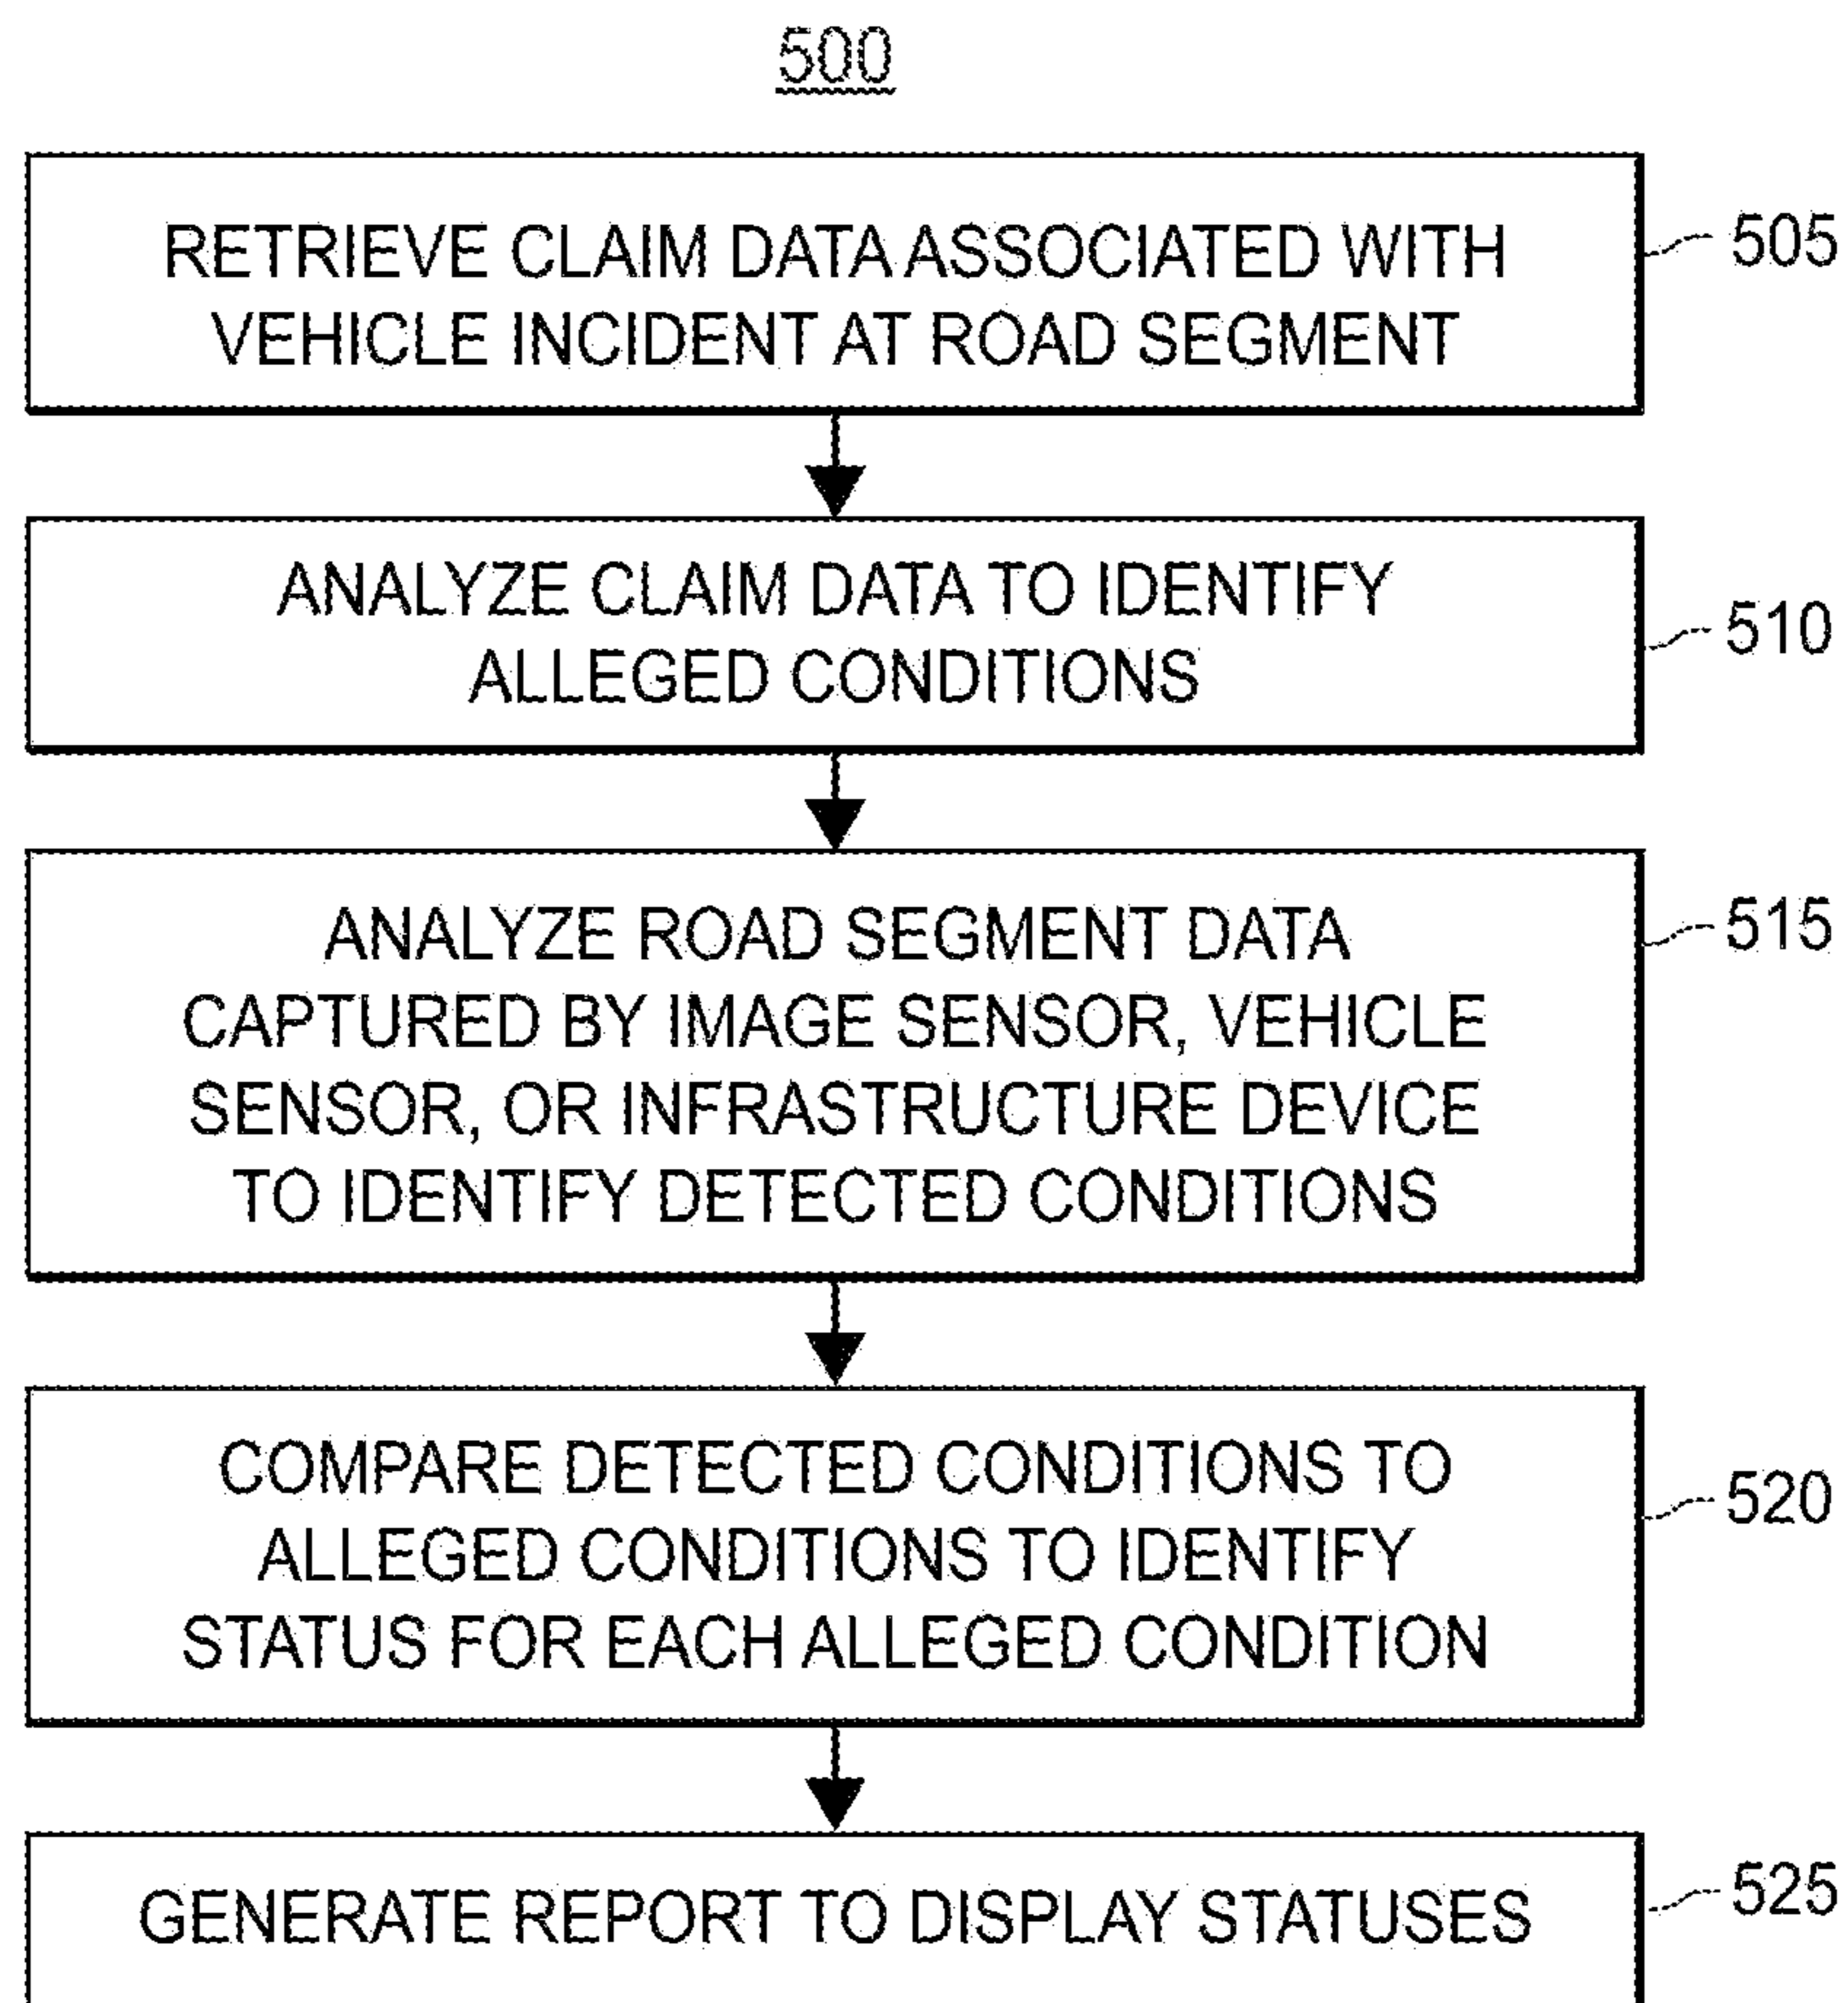 500
RETRIEVE CLAIM DATA ASSOCIATED WITH
VEHICLE INCIDENT AT ROAD SEGMENT
505
ANALYZE CLAIM DATA TO IDENTIFY
ALLEGED CONDITIONS
510
ANALYZE ROAD SEGMENT DATA
CAPTURED BY IMAGE SENSOR, VEHICLE
SENSOR, OR INFRASTRUCTURE DEVICE
TO IDENTIFY DETECTED CONDITIONS
515
COMPARE DETECTED CONDITIONS TO
ALLEGED CONDITIONS TO IDENTIFY
STATUS FOR EACH ALLEGED CONDITION
520
GENERATE REPORT TO DISPLAY STATUSES
525